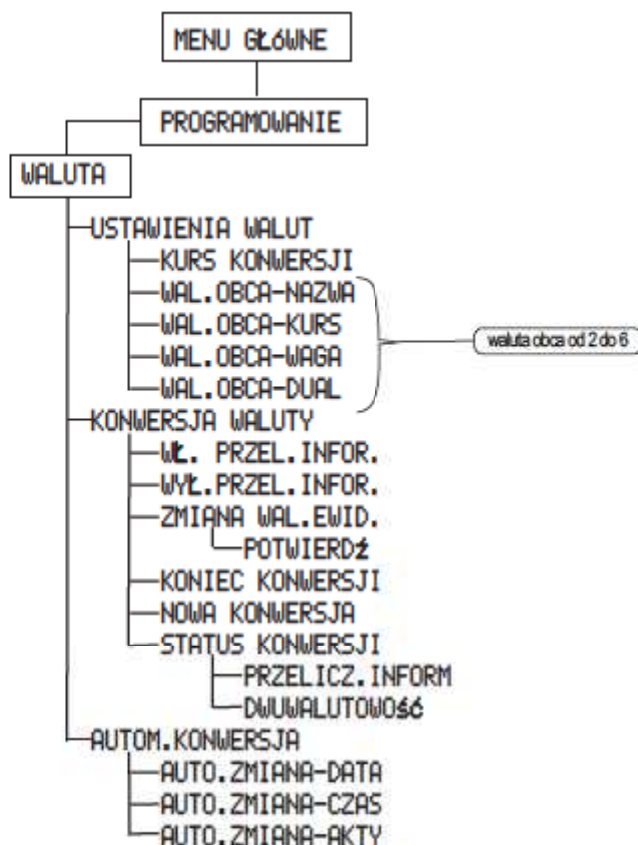 MENU GŁÓWNE
PROGRAMOWANIE
WALUTA
USTAWIENIA WALUT
KURS KONWERSJI
WAL.OBCA-NAZWA
WAL.OBCA-KURS
waluta obca od 2 do 6
WAL.OBCA-WAGA
WAL.OBCA-DUAL
KONWERSJA WALUTY
WŁ. PRZEL.INFOR.
WYŁ.PRZEL.INFOR.
ZMIANA WAL.EWID.
POTWIERDŹ
KONIEC KONWERSJI
NOWA KONWERSJA
STATUS KONWERSJI
PRZELICZ.INFORM
DWUWALUTOWOŚĆ
AUTOM.KONWERSJA
AUTO.ZMIANA-DATA
AUTO.ZMIANA-CZAS
AUTO.ZMIANA-AKTY